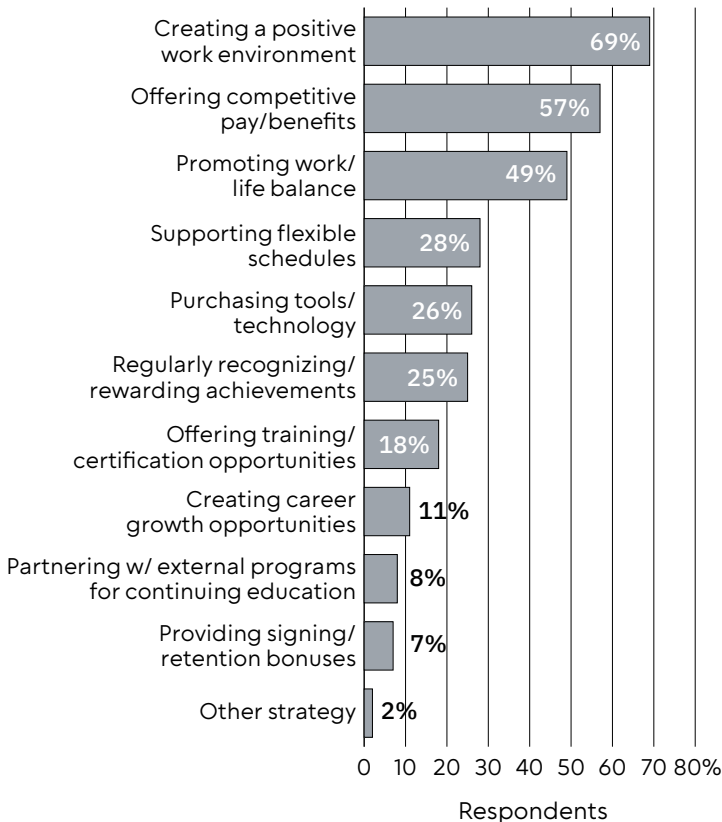 Creating a positive
work environment
69%
Offering competitive
pay/benefits
57%
Promoting work/
life balance
49%
Supporting flexible
schedules
28%
Purchasing tools/
technology
26%
Regularly recognizing/
rewarding achievements
25%
Offering training/
certification opportunities
18%
Creating career
growth opportunities
11%
Partnering w/ external programs
for continuing education
8%
Providing signing/
retention bonuses
7%
Other strategy
2%
0 10 20 30 40 50 60 70 80%
Respondents